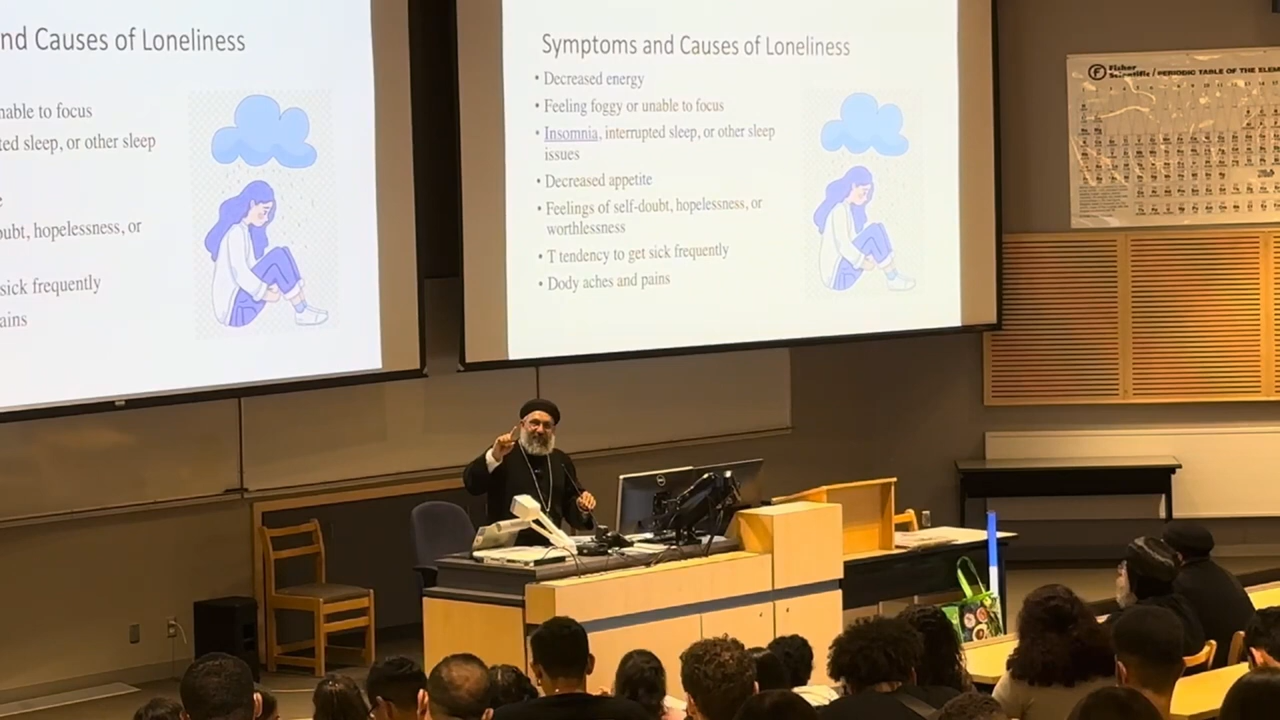 nd Causes of Loneliness
nable to focus
ted sleep, or other sleep
e
oubt, hopelessness, or
sick frequently
ains
Symptoms and Causes of Loneliness
• Decreased energy
• Feeling foggy or unable to focus
• Insomnia, interrupted sleep, or other sleep
issues
• Decreased appetite
• Feelings of self-doubt, hopelessness, or
worthlessness
• T tendency to get sick frequently
• Dody aches and pains
Fisher
Scientific / PERIODIC TABLE OF THE ELEM
DELL